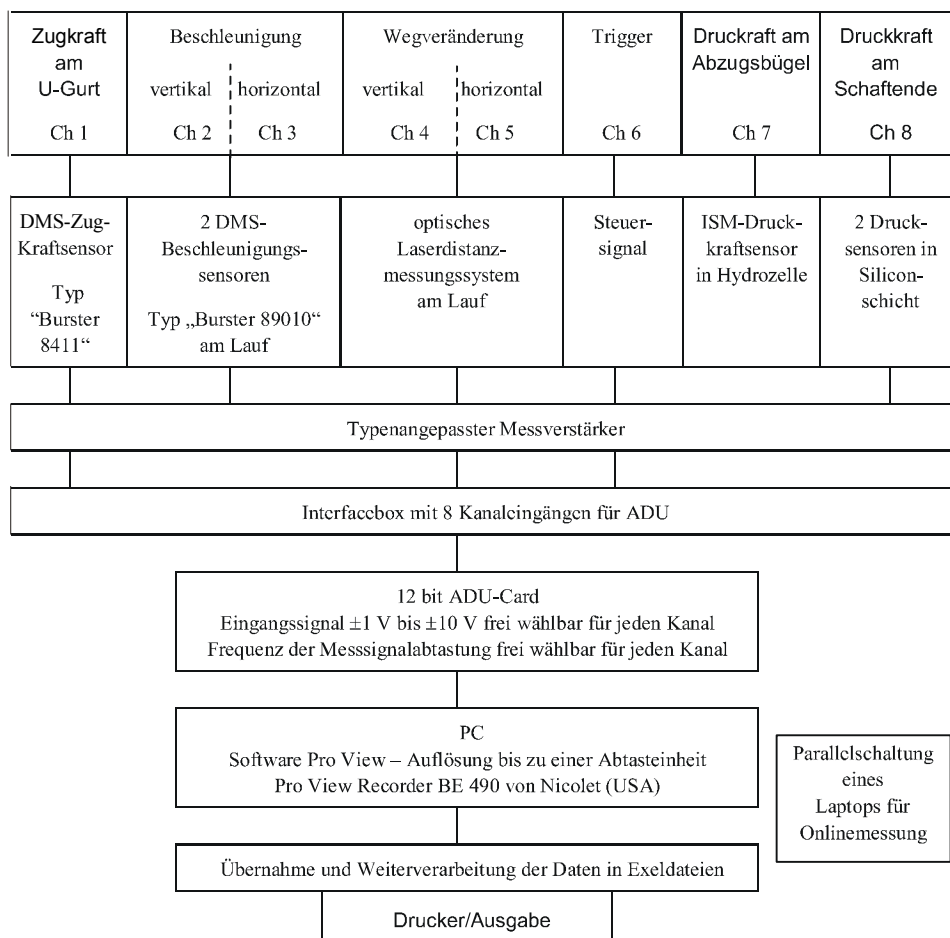 Zugkraft
am
U-Gurt
Ch 1
Beschleunigung
vertikal
horizontal
Ch 2
Ch 3
Wegveränderung
vertikal
horizontal
Ch 4
Ch 5
Trigger
Ch 6
Druckraft am
Abzugsbügel
Ch 7
Druckkraft
am
Schaftende
Ch 8
DMS-Zug-
Kraftsensor
Typ
“Burster
8411“
2 DMS-
Beschleunigungs-
sensoren
Typ „Burster 89010“
am Lauf
optisches
Laserdistanz-
messungssystem
am Lauf
Steuer-
signal
ISM-Druck-
kraftsensor
in Hydrozelle
2 Druck-
sensoren in
Silicon-
schicht
Typenangepasster Messverstärker
Interfacebox mit 8 Kanaleingängen für ADU
12 bit ADU-Card
Eingangssignal ±1 V bis ±10 V frei wählbar für jeden Kanal
Frequenz der Messsignalabtastung frei wählbar für jeden Kanal
PC
Software Pro View – Auflösung bis zu einer Abtasteinheit
Pro View Recorder BE 490 von Nicolet (USA)
Parallelschaltung
eines
Laptops für
Onlinemessung
Übernahme und Weiterverarbeitung der Daten in Exeldateien
Drucker/Ausgabe